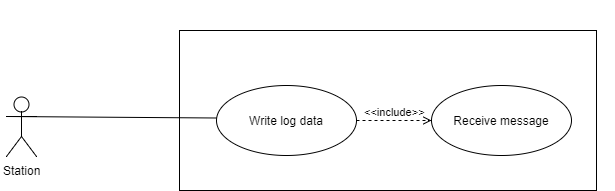 <<include>>
Write log data
Receive message
Station